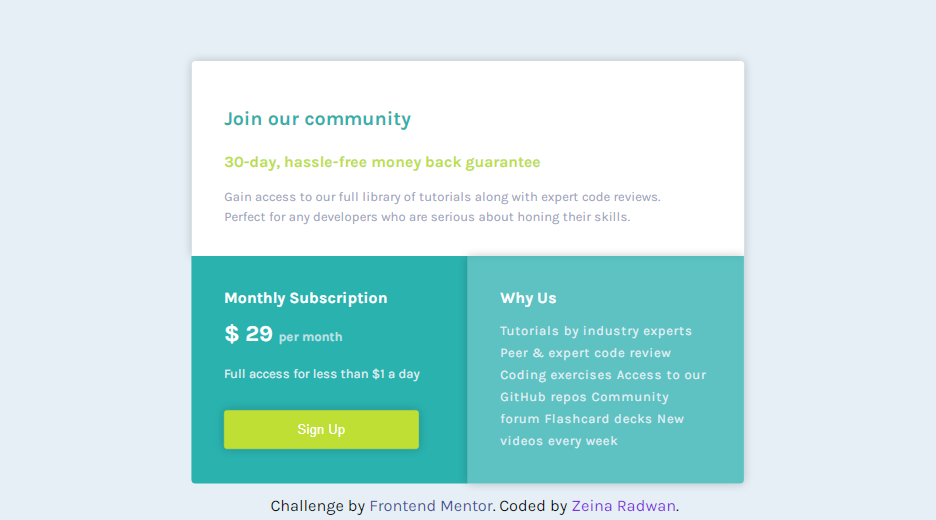 Join our community
30-day, hassle-free money back guarantee
Gain access to our full library of tutorials along with expert code reviews.
Perfect for any developers who are serious about honing their skills.
Monthly Subscription
$ 29 per month
Full access for less than $1 a day
Sign Up
Why Us
Tutorials by industry experts
Peer & expert code review
Coding exercises Access to our
GitHub repos Community
forum Flashcard decks New
videos every week
Challenge by Frontend Mentor. Coded by Zeina Radwan.